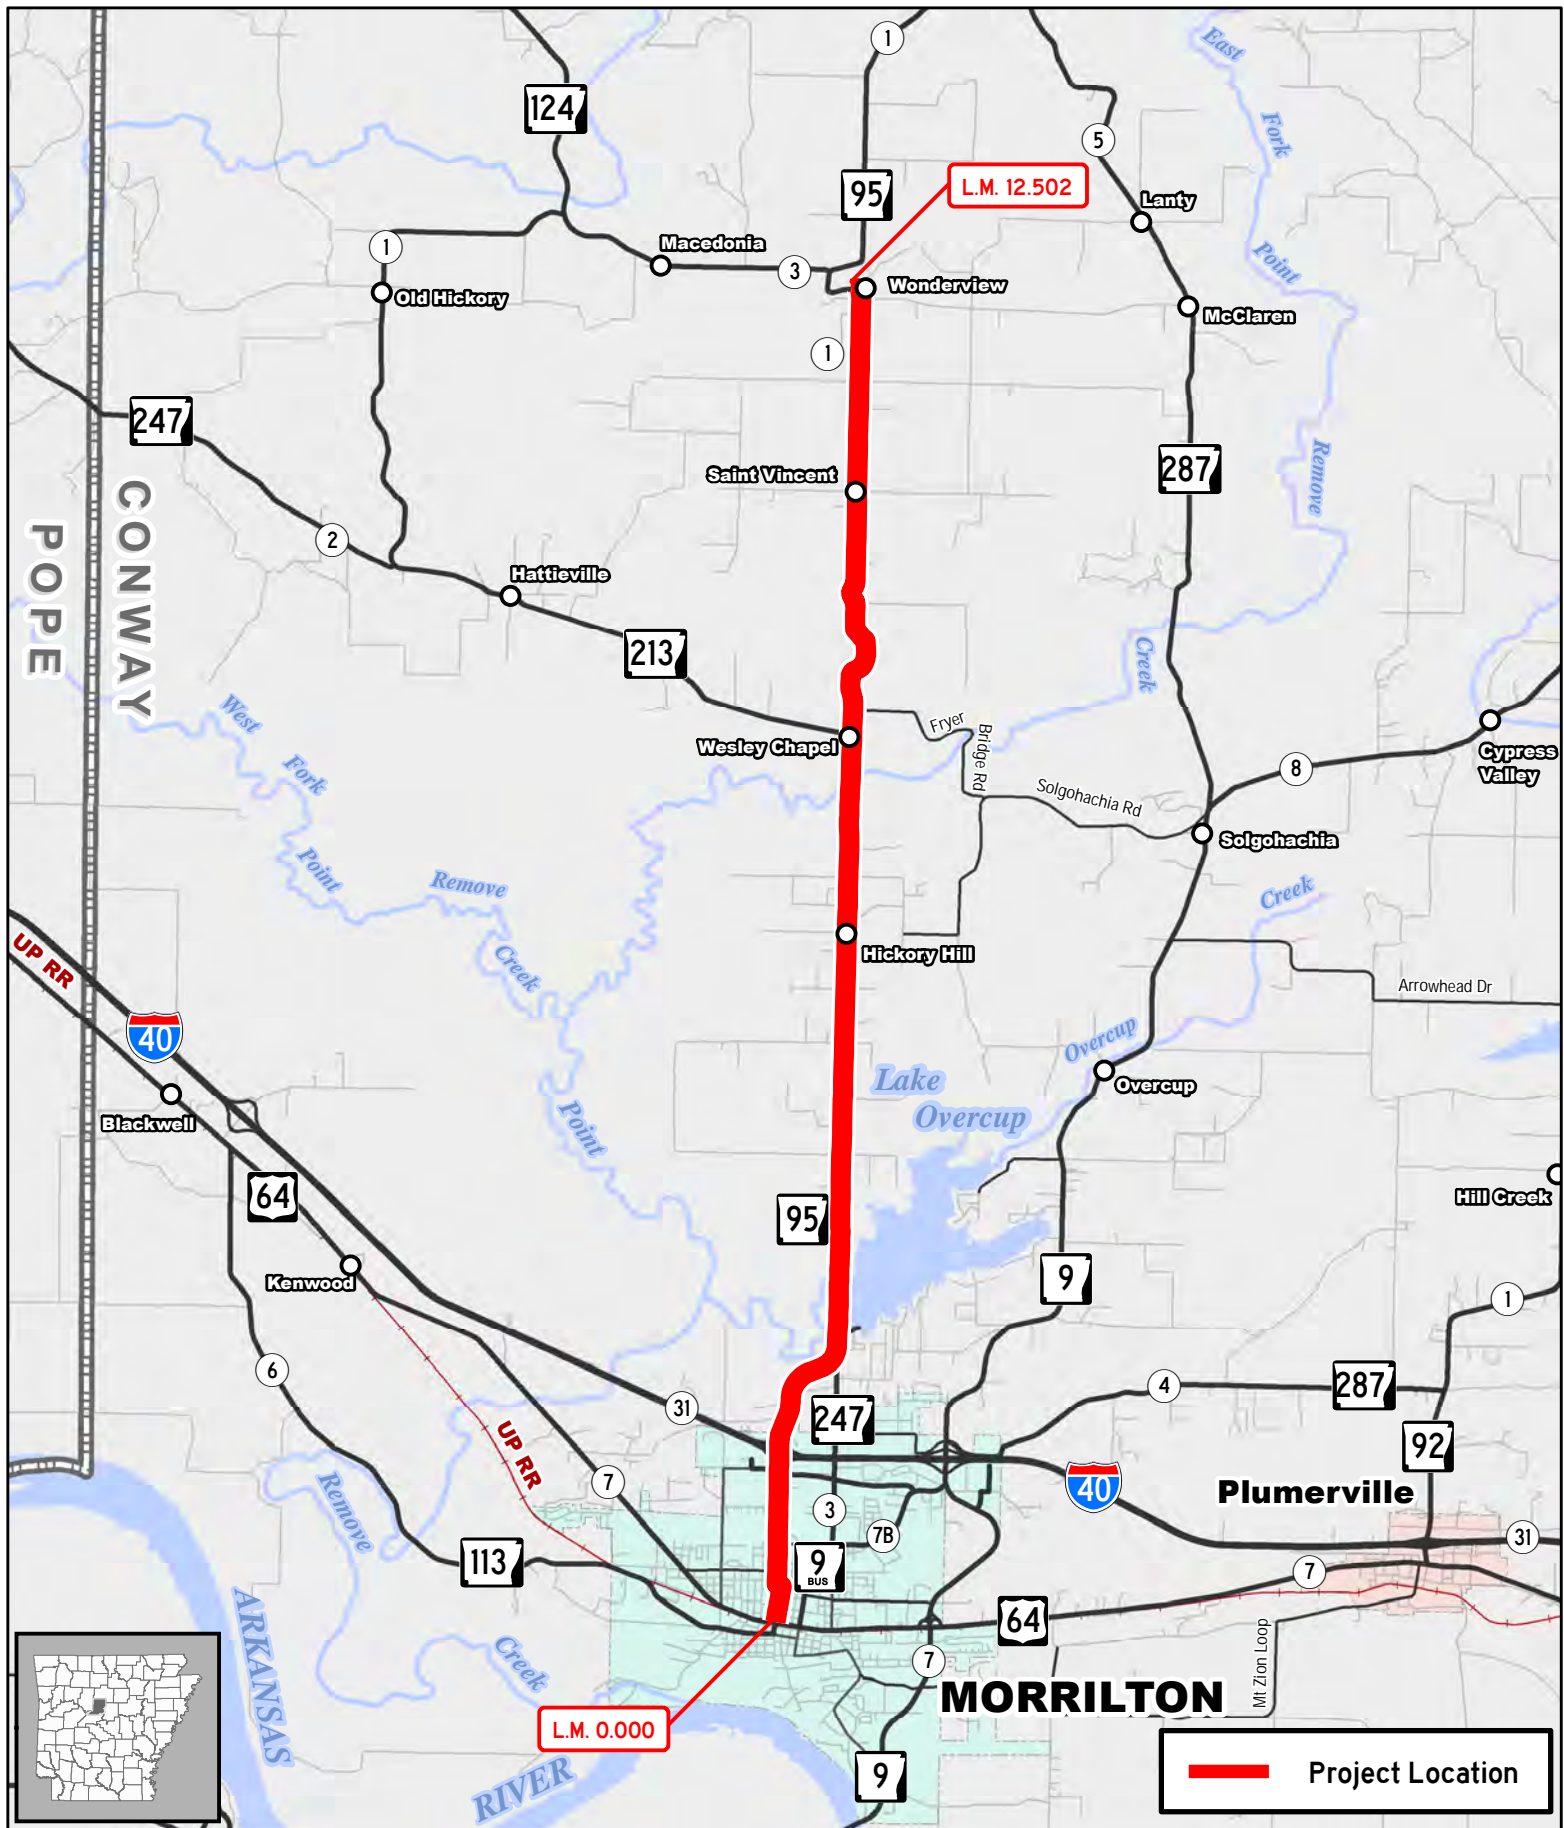 1
East
124
Fork
5
95
L.M. 12.502
Lanty
Macedonia
1
3
Point
Old Hickory
Wonderview
McClaren
1
247
287
Saint Vincent
Remove
CONWAY
POPE
2
Hattieville
213
Creek
West
Fryer
Bridge Rd
Wesley Chapel
Cypress
Valley
Fork
8
Solgohachia Rd
Solgohachia
Point
Remove
Creek
UP RR
Hickory Hill
Creek
Arrowhead Dr
40
Overcup
Lake
Overcup
Overcup
Blackwell
Point
64
Hill Creek
95
Kenwood
9
1
6
4
287
31
247
92
UP RR
7
40
Plumerville
Remove
3
7B
31
113
9
BUS
7
64
ARKANSAS
Creek
7
Mt Zion Loop
MORRILTON
L.M. 0.000
RIVER
9
Project Location